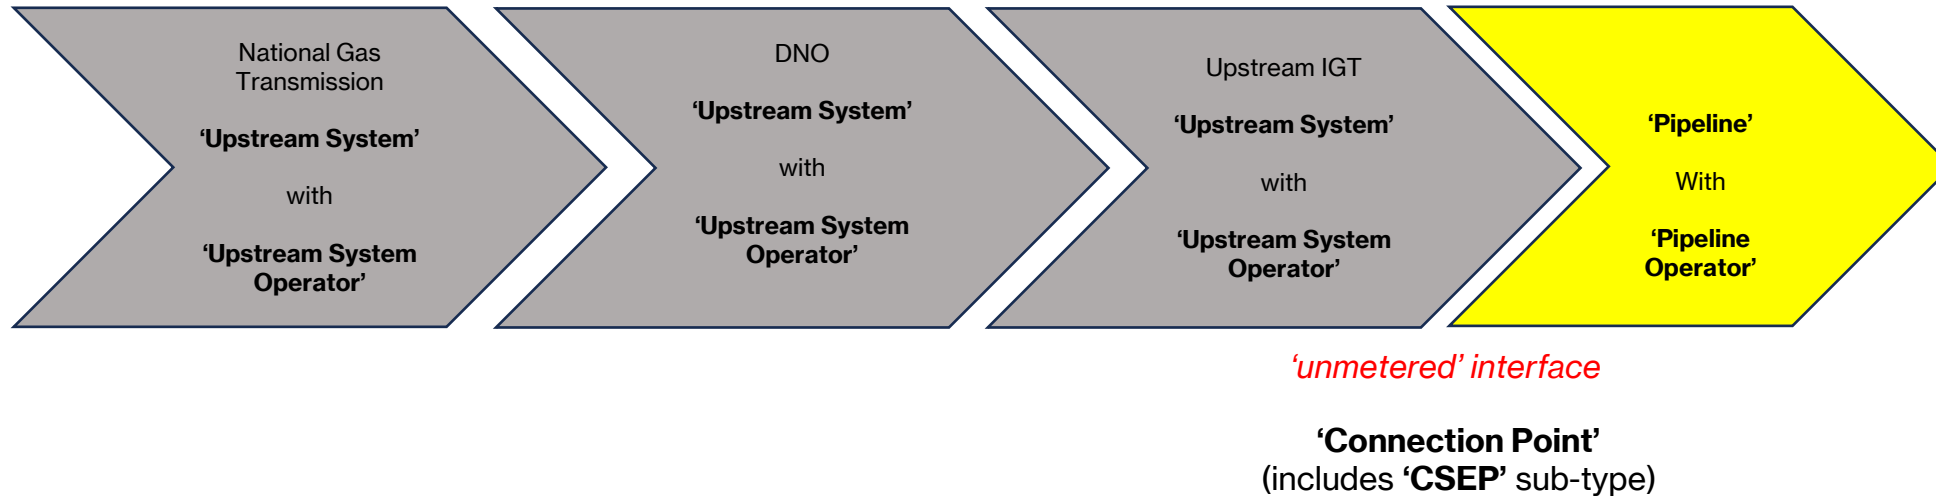 National Gas
Transmission
‘Upstream System’
with
‘Upstream System
Operator’
DNO
‘Upstream System’
with
‘Upstream System
Operator’
Upstream IGT
‘Upstream System’
with
‘Upstream System
Operator’
‘Pipeline’
With
‘Pipeline
Operator’
‘unmetered’ interface
‘Connection Point’
(includes ‘CSEP’ sub-type)